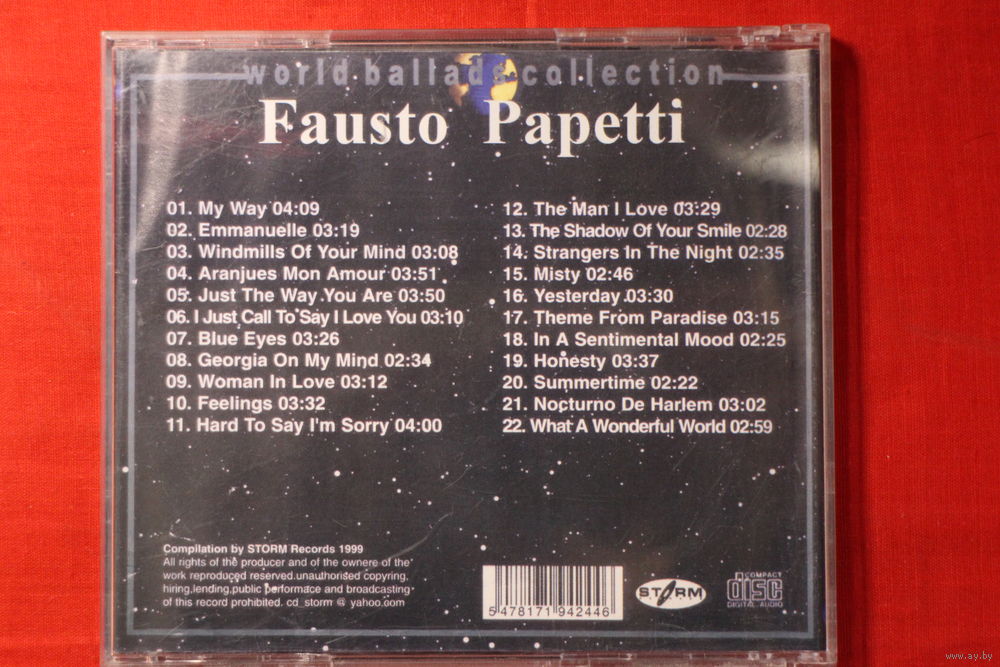 world ballads collection
Fausto Papetti
01. My Way 04:09
02. Emmanuelle 03:19
03. Windmills Of Your Mind 03:08
04. Aranjues Mon Amour 03:51
05. Just The Way You Are 03:50
06. I Just Call To Say I Love You 03:10
07. Blue Eyes 03:26
08. Georgia On My Mind 02:34
09. Woman In Love 03:12
10. Feelings 03:32
11. Hard To Say I'm Sorry 04:00
12. The Man I Love 03:29
13. The Shadow Of Your Smile 02:28
14. Strangers In The Night 02:35
15. Misty 02:46
16. Yesterday 03:30
17. Theme From Paradise 03:15
18. In A Sentimental Mood 02:25
19. Honesty 03:37
20. Summertime 02:22
21. Nocturno De Harlem 03:02
22. What A Wonderful World 02:59
Compilation by STORM Records 1999
All rights of the producer and of the ownere of the
work reproduced reserved.unauthorised copying,
hiring,lending,public performace and broadcasting
of this record prohibited. cd_storm @ yahoo.com
5 478171 942446
STORM
COMPACT
disc
DIGITAL AUDIO
www.ay.by